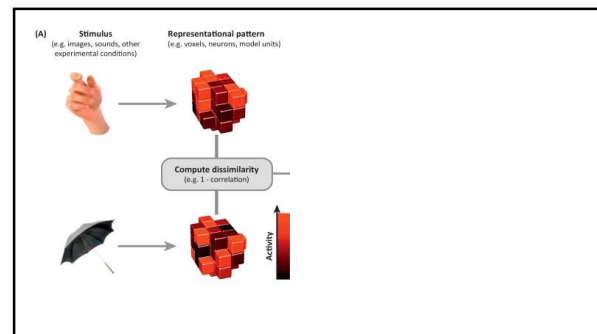 (A) Stimulus Representational pattern
(e.g. images, sounds, other (e.g. voxels, neurons, model units)
experimental conditions)
Compute dissimilarity
(e.g. 1 - correlation)
Activity